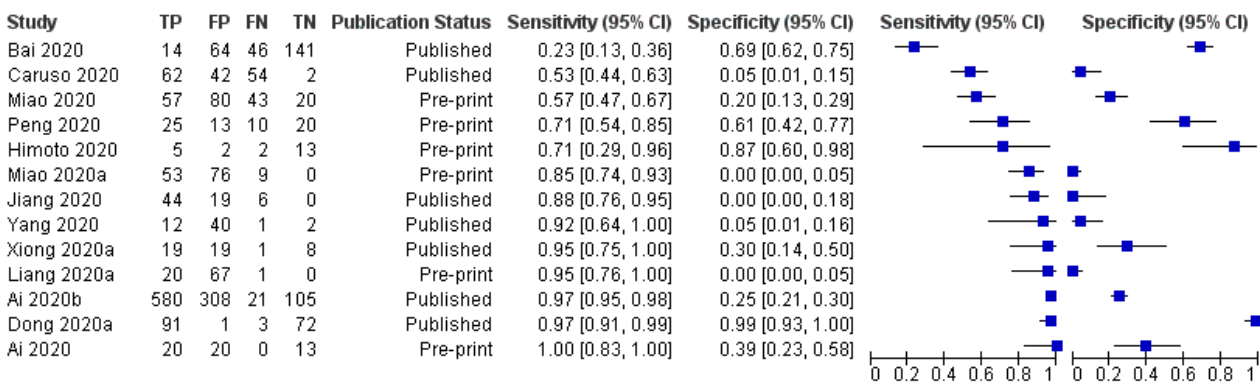 Study TP FP FN TN Publication Status Sensitivity (95% CI) Specificity (95% CI) Sensitivity (95% CI) Specificity (95% CI)
Bai 2020 14 64 46 141 Published 0.23 [0.13, 0.36] 0.69 [0.62, 0.75]
Caruso 2020 62 42 54 2 Published 0.53 [0.44, 0.63] 0.05 [0.01, 0.15]
Miao 2020 57 80 43 20 Pre-print 0.57 [0.47, 0.67] 0.20 [0.13, 0.29]
Peng 2020 25 13 10 20 Pre-print 0.71 [0.54, 0.85] 0.61 [0.42, 0.77]
Himoto 2020 5 2 2 13 Pre-print 0.71 [0.29, 0.96] 0.87 [0.60, 0.98]
Miao 2020a 53 76 9 0 Pre-print 0.85 [0.74, 0.93] 0.00 [0.00, 0.05]
Jiang 2020 44 19 6 0 Published 0.88 [0.76, 0.95] 0.00 [0.00, 0.18]
Yang 2020 12 40 1 2 Published 0.92 [0.64, 1.00] 0.05 [0.01, 0.16]
Xiong 2020a 19 19 1 8 Published 0.95 [0.75, 1.00] 0.30 [0.14, 0.50]
Liang 2020a 20 67 1 0 Pre-print 0.95 [0.76, 1.00] 0.00 [0.00, 0.05]
Ai 2020b 580 308 21 105 Published 0.97 [0.95, 0.98] 0.25 [0.21, 0.30]
Dong 2020a 91 1 3 72 Published 0.97 [0.91, 0.99] 0.99 [0.93, 1.00]
Ai 2020 20 20 0 13 Pre-print 1.00 [0.83, 1.00] 0.39 [0.23, 0.58]
0 0.2 0.4 0.6 0.8 1 0 0.2 0.4 0.6 0.8 1